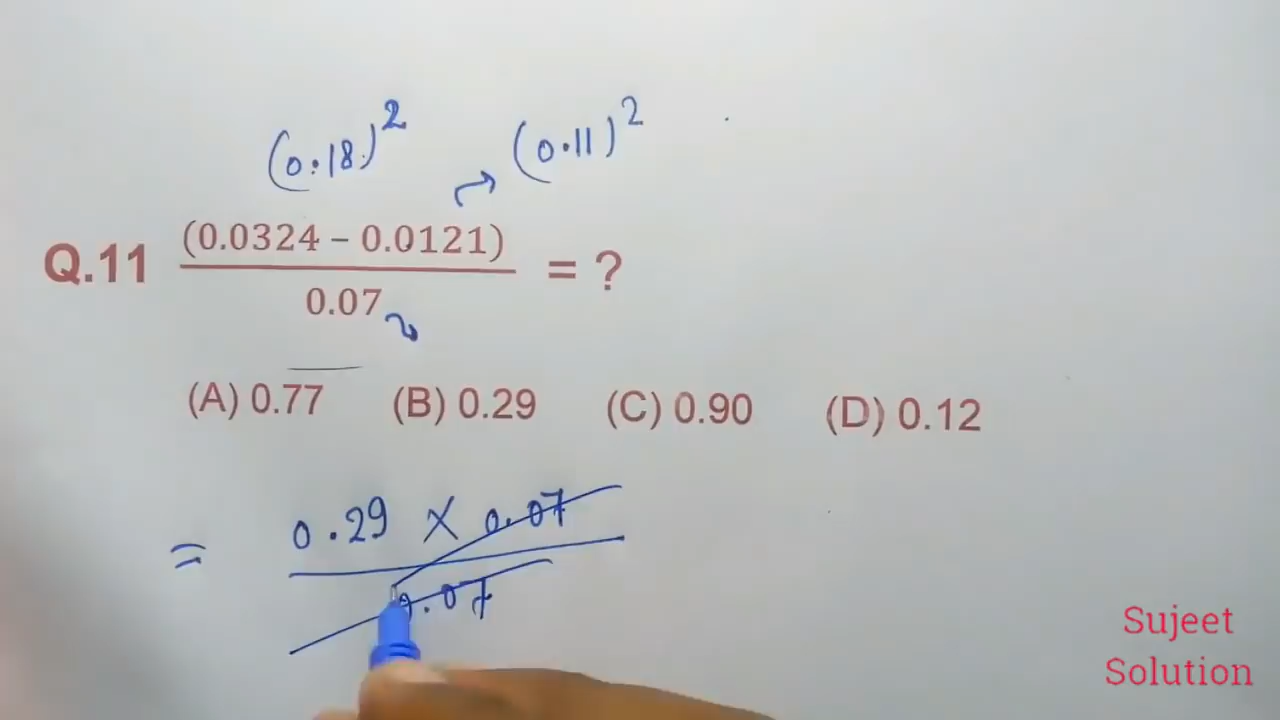 (0.18)² (0.11)²
Q.11 (0.0324 – 0.0121) = ?
0.07
(A) 0.77 (B) 0.29 (C) 0.90 (D) 0.12
= 0.29 × 0.07
0.07
Sujeet
Solution